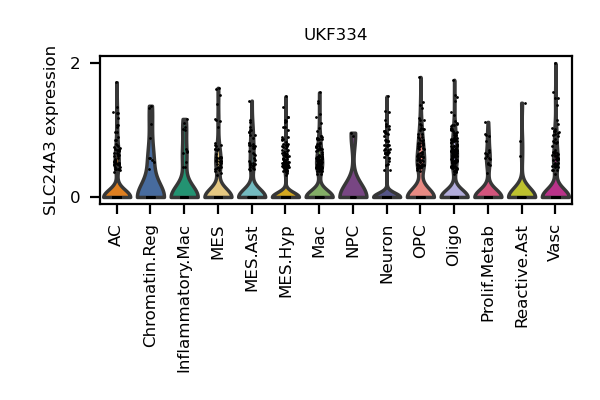 UKF334
SLC24A3 expression
2
0
AC
Chromatin.Reg
Inflammatory.Mac
MES
MES.Ast
MES.Hyp
Mac
NPC
Neuron
OPC
Oligo
Prolif.Metab
Reactive.Ast
Vasc